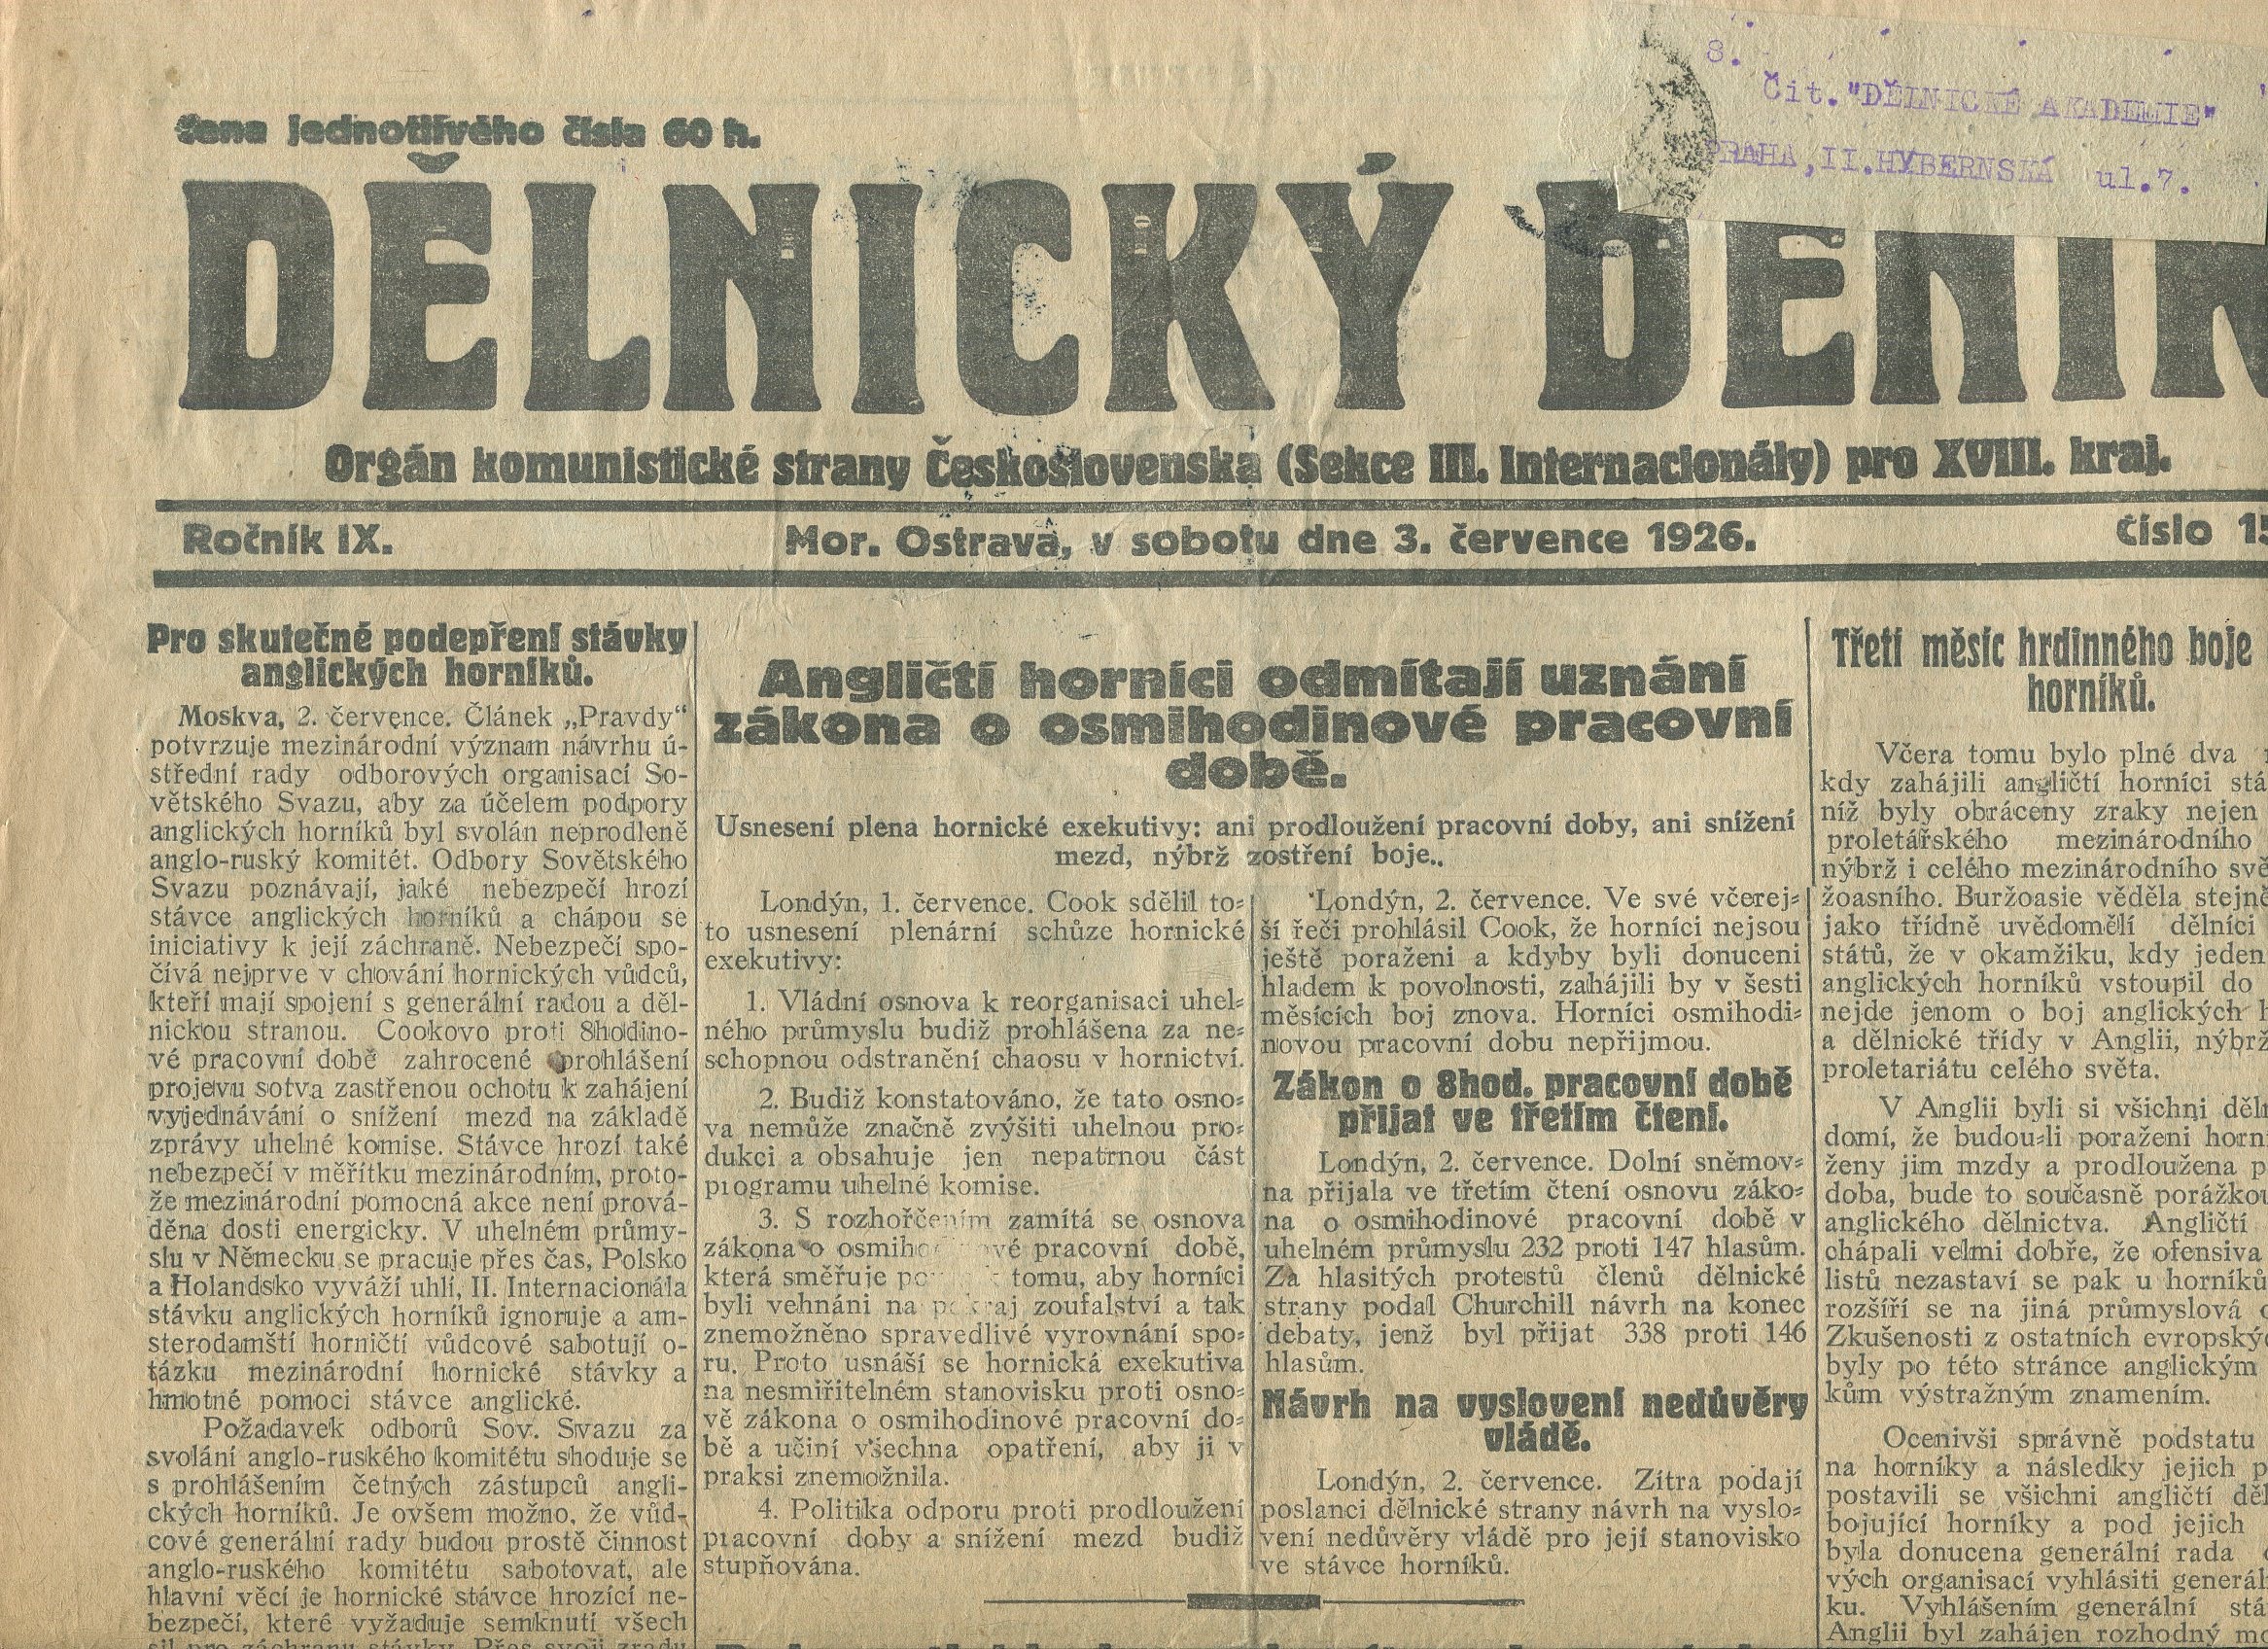 8.
Čit. "DĚLNICKÉ AKADEMIE"
PRAHA, II. HYBERNSKÁ ul. 7.
Cena jednotlivého čísla 60 h.
DĚLNICKÝ DENÍK
Orgán komunistické strany Československa (Sekce III. Internacionály) pro XVIII. kraj.
Ročník IX.
Mor. Ostrava, v sobotu dne 3. července 1926.
Číslo 15
Pro skutečné podepření stávky
anglických horníků.
Moskva, 2. července. Článek „Pravdy“
potvrzuje mezinárodní význam návrhu ú-
střední rady odborových organisací So-
větského Svazu, aby za účelem podpory
anglických horníků byl svolán neprodleně
anglo-ruský komitét. Odbory Sovětského
Svazu poznávají, jaké nebezpečí hrozí
stávce anglických horníků a chápou se
iniciativy k její záchraně. Nebezpečí spo-
čívá nejprve v chování hornických vůdců,
kteří mají spojení s generální radou a děl-
nickou stranou. Cookovo proti 8hodino-
vé pracovní době zahrocené prohlášení
projevu sotva zastřenou ochotu k zahájení
vyjednávání o snížení mezd na základě
zprávy uhelné komise. Stávce hrozí také
nebezpečí v měřítku mezinárodním, proto-
že mezinárodní pomocná akce není prová-
děna dosti energicky. V uhelném průmy-
slu v Německu se pracuje přes čas, Polsko
a Holandsko vyváží uhlí, II. Internacionála
stávku anglických horníků ignoruje a am-
sterodamští horničtí vůdcové sabotují o-
tázku mezinárodní hornické stávky a
hmotné pomoci stávce anglické.
Požadavek odborů Sov. Svazu za
svolání anglo-ruského komitétu shoduje se
s prohlášením četných zástupců angli-
ckých horníků. Je ovšem možno, že vůd-
cové generální rady budou prostě činnost
anglo-ruského komitétu sabotovat, ale
hlavní věcí je hornické stávce hrozící ne-
bezpečí, které vyžaduje semknutí všech
sil pro záchranu stávky. Přes svoji zradu
Angličtí horníci odmítají uznání
zákona o osmihodinové pracovní
době.
Usnesení plena hornické exekutivy: ani prodloužení pracovní doby, ani snížení
mezd, nýbrž zostření boje..
Londýn, 1. července. Cook sdělil to-
to usnesení plenární schůze hornické
exekutivy:
1. Vládní osnova k reorganisaci uhel-
ného průmyslu budiž prohlášena za ne-
schopnou odstranění chaosu v hornictví.
2. Budiž konstatováno, že tato osno-
va nemůže značně zvýšiti uhelnou pro-
dukci a obsahuje jen nepatrnou část
programu uhelné komise.
3. S rozhořčením zamítá se osnova
zákona o osmihodinové pracovní době,
která směřuje tomu, aby horníci
byli vehnáni na pokraj zoufalství a tak
znemožněno spravedlivé vyrovnání spo-
ru. Proto usnáší se hornická exekutiva
na nesmiřitelném stanovisku proti osno-
vě zákona o osmihodinové pracovní do-
bě a učiní všechna opatření, aby ji v
praksi znemožnila.
4. Politika odporu proti prodloužení
pracovní doby a snížení mezd budiž
stupňována.
Londýn, 2. července. Ve své včerej-
ší řeči prohlásil Cook, že horníci nejsou
ještě poraženi a kdyby byli donuceni
hladem k povolnosti, zahájili by v šesti
měsících boj znova. Horníci osmihodi-
novou pracovní dobu nepřijmou.
Zákon o 8hod. pracovní době
přijat ve třetím čtení.
Londýn, 2. července. Dolní sněmov-
na přijala ve třetím čtení osnovu záko-
na o osmihodinové pracovní době v
uhelném průmyslu 232 proti 147 hlasům.
Za hlasitých protestů členů dělnické
strany podal Churchill návrh na konec
debaty, jenž byl přijat 338 proti 146
hlasům.
Návrh na vyslovení nedůvěry
vládě.
Londýn, 2. července. Zítra podají
poslanci dělnické strany návrh na vyslo-
vení nedůvěry vládě pro její stanovisko
ve stávce horníků.
Třetí měsíc hrdinného boje
horníků.
Včera tomu bylo plné dva
kdy zahájili angličtí horníci stá
níž byly obráceny zraky nejen
proletářského mezinárodního
nýbrž i celého mezinárodního svě
žoasního. Buržoasie věděla stejně
jako třídně uvědomělí dělníci
států, že v okamžiku, kdy jeden
anglických horníků vstoupil do
nejde jenom o boj anglických h
a dělnické třídy v Anglii, nýbrž
proletariátu celého světa.
V Anglii byli si všichni děln
domí, že budou-li poraženi horn
ženy jim mzdy a prodloužena p
doba, bude to současně porážkou
anglického dělnictva. Angličtí
chápali velmi dobře, že ofensiva
listů nezastaví se pak u horníků
rozšíří se na jiná průmyslová o
Zkušenosti z ostatních evropskýc
byly po této stránce anglickým
kům výstražným znamením.
Ocenivši správně podstatu
na horníky a následky jejich p
postavili se všichni angličtí děl
bojující horníky a pod jejich
byla donucena generální rada
vých organisací vyhlásiti generál
ku. Vyhlášením generální stá
Anglii byl zahájen rozhodný m